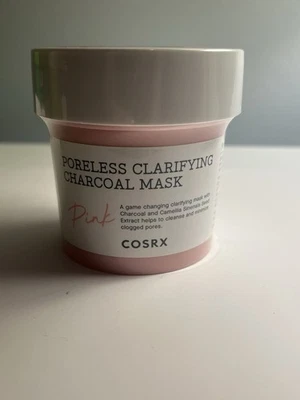 PORELESS CLARIFYING
CHARCOAL MASK
Pink
A game changing clarifying mask with
Charcoal and Camellia Sinensis Leaf
Extract helps to cleanse and
clogged pores.
COSRX